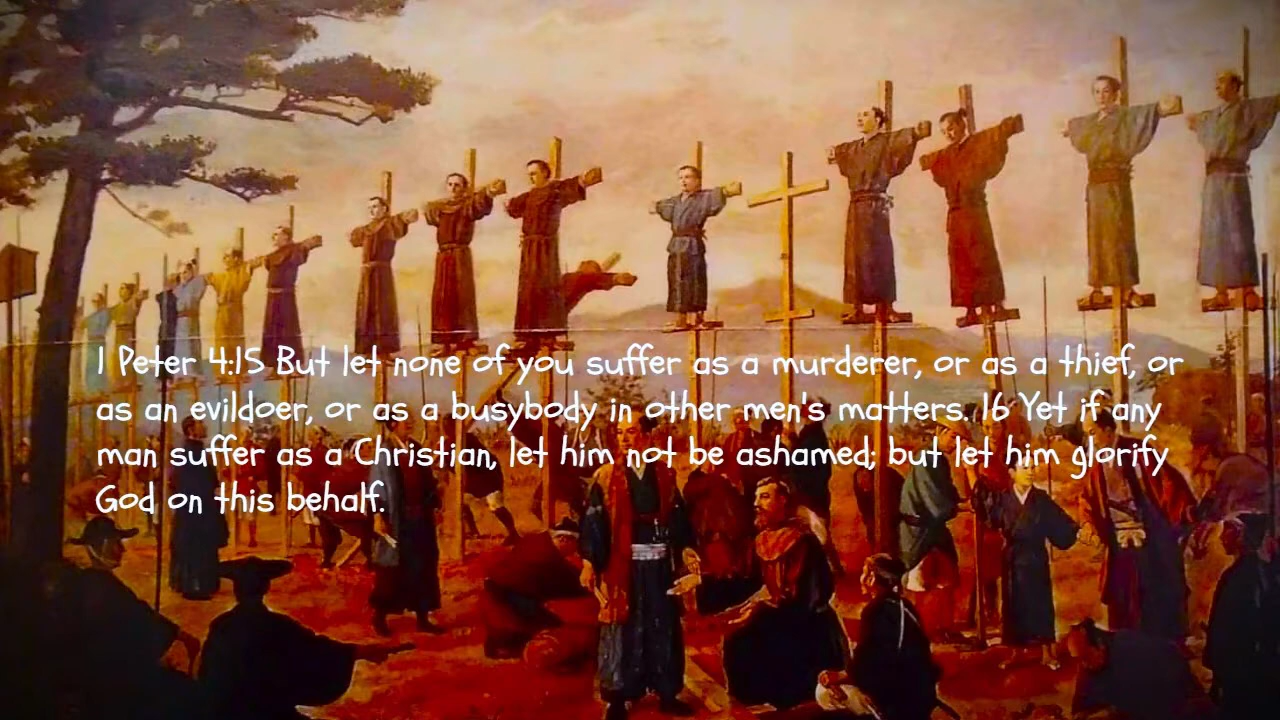 1 Peter 4:15 But let none of you suffer as a murderer, or as a thief, or
as an evildoer, or as a busybody in other men's matters. 16 Yet if any
man suffer as a Christian, let him not be ashamed; but let him glorify
God on this behalf.